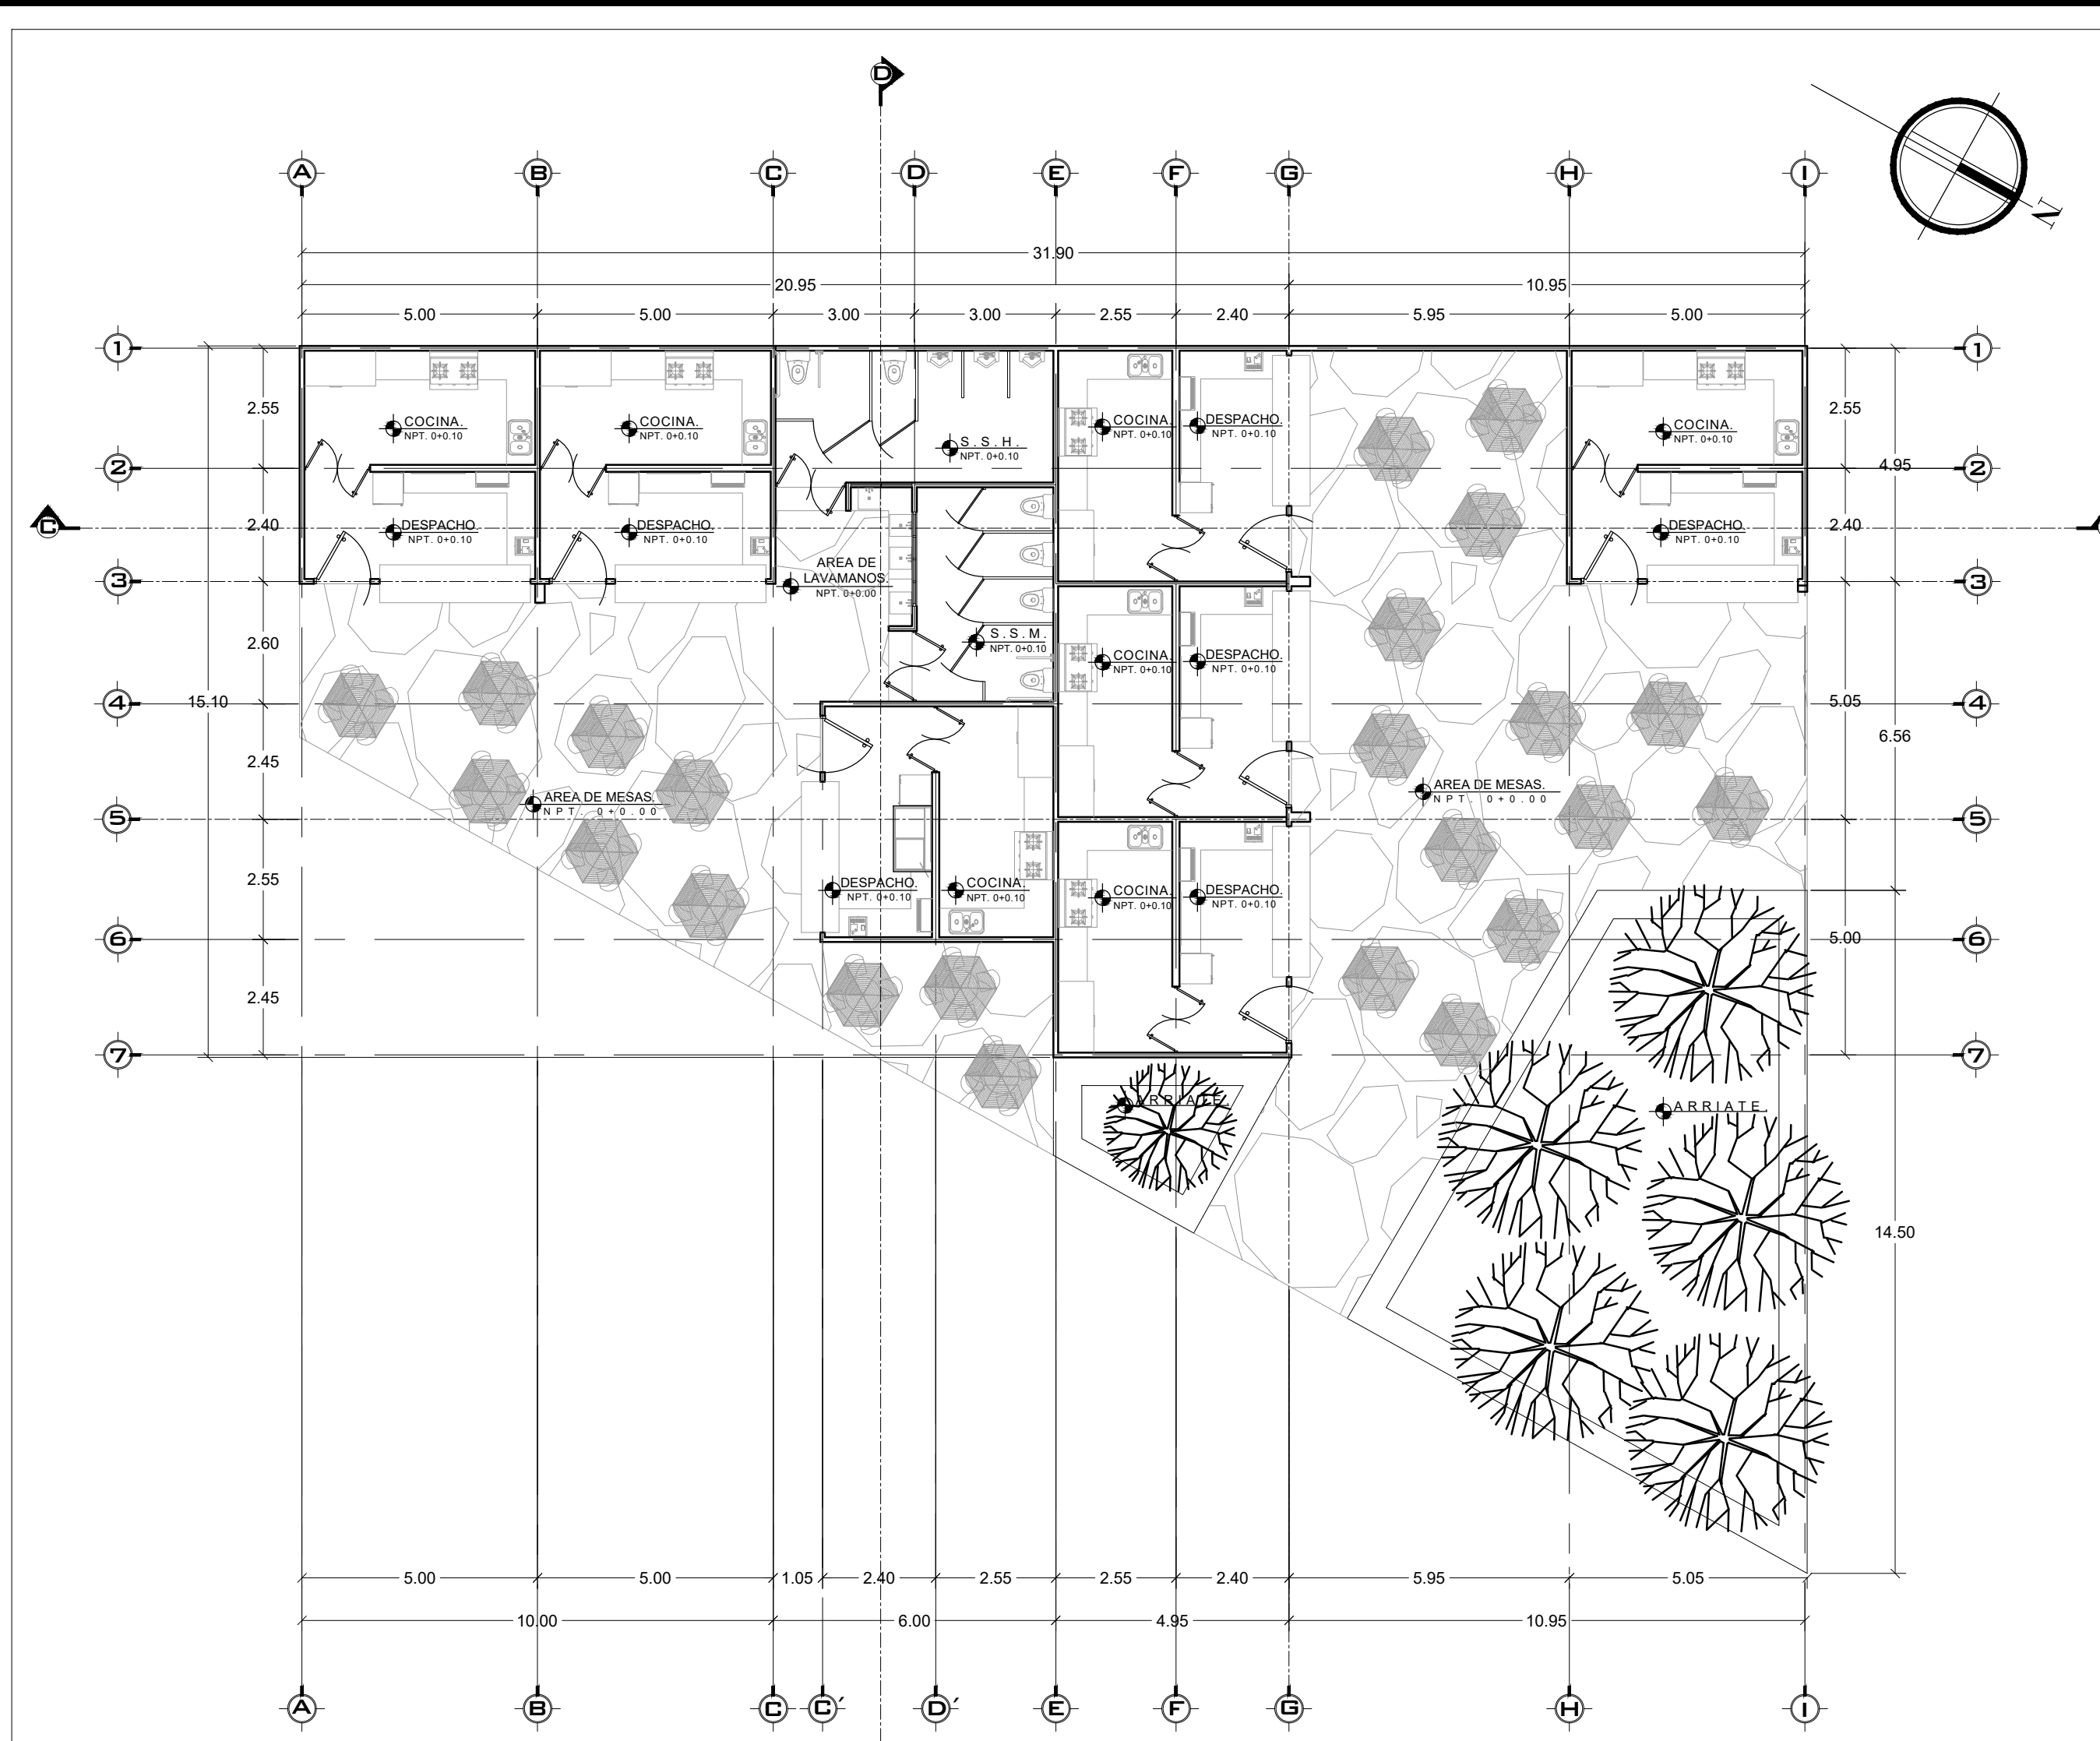 D
A B C D E F G H I
N
31.90
20.95 10.95
5.00 5.00 3.00 3.00 2.55 2.40 5.95 5.00
1 1
2.55 2.55
COCINA. COCINA. COCINA. DESPACHO. COCINA.
NPT. 0+0.10 NPT. 0+0.10 NPT. 0+0.10 NPT. 0+0.10 NPT. 0+0.10
S.S.H.
NPT. 0+0.10
2 4.95 2
C 2.40 2.40
DESPACHO. DESPACHO. DESPACHO.
NPT. 0+0.10 NPT. 0+0.10 NPT. 0+0.10
AREA DE
LAVAMANOS.
NPT. 0+0.00
3 3
2.60
S.S.M.
NPT. 0+0.10
COCINA. DESPACHO.
NPT. 0+0.10 NPT. 0+0.10
4 15.10 5.05 4
6.56
2.45
AREA DE MESAS. AREA DE MESAS.
NPT. 0+0.00 NPT. 0+0.00
5 5
2.55
DESPACHO. COCINA. COCINA. DESPACHO.
NPT. 0+0.10 NPT. 0+0.10 NPT. 0+0.10 NPT. 0+0.10
6 5.00 6
2.45
7 7
ARRIATE. ARRIATE.
14.50
5.00 5.00 1.05 2.40 2.55 2.55 2.40 5.95 5.05
10.00 6.00 4.95 10.95
A B C C´ D´ E F G H I